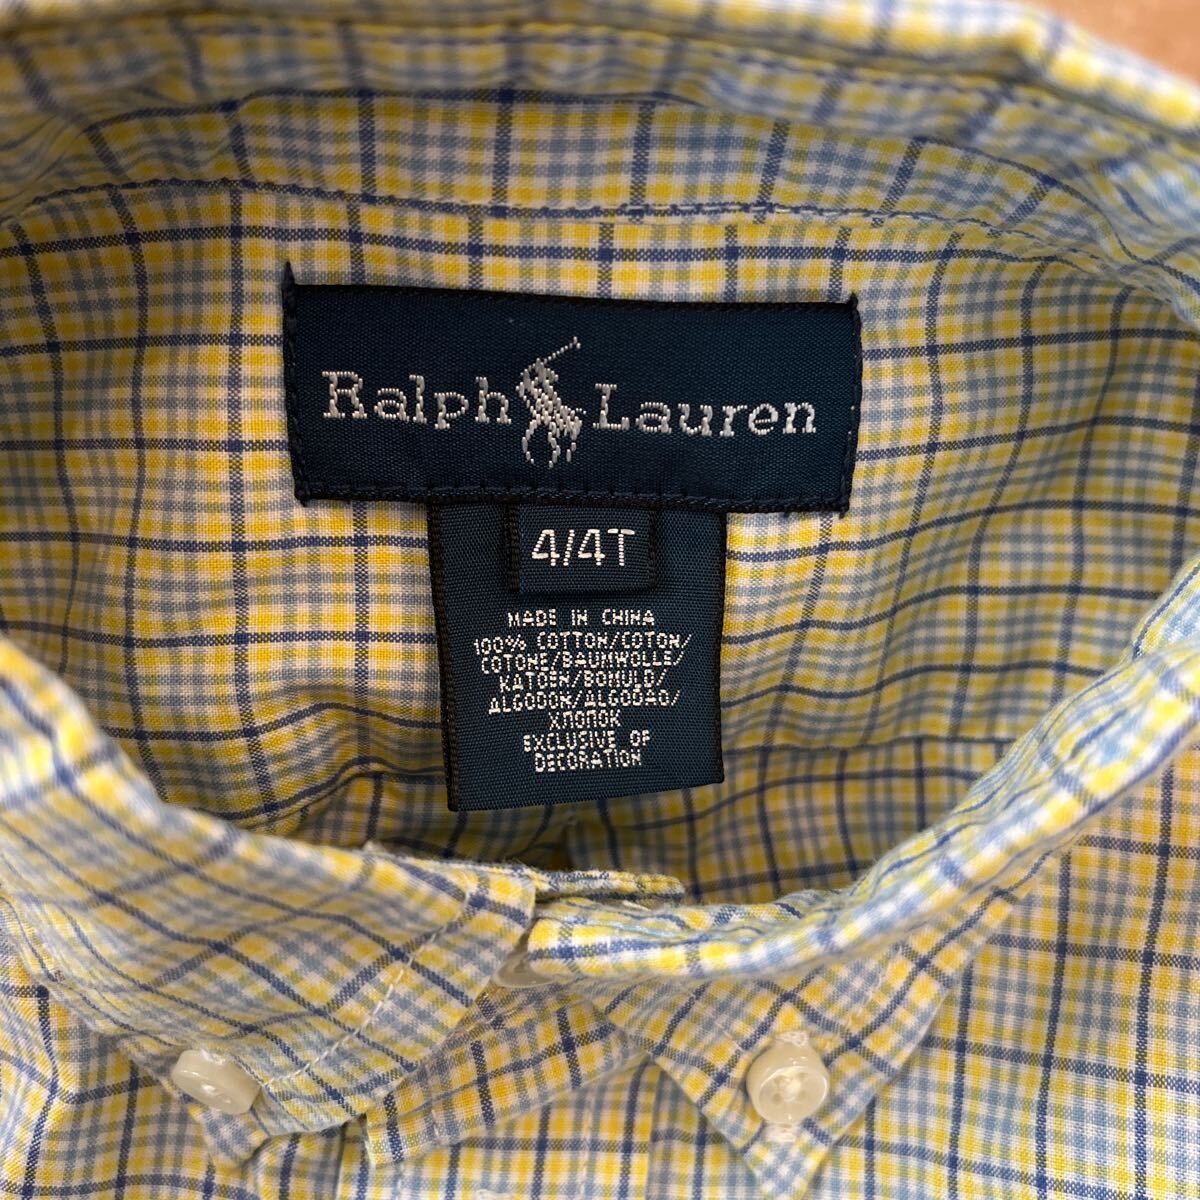 Ralph Lauren
4/4T
MADE IN CHINA
100% COTTON/COTON/
COTONE/BAUMWOLLE/
KATOEN/BOMULD/
ALGODON/ALGODAO/
ХЛОПОК
EXCLUSIVE OF
DECORATION